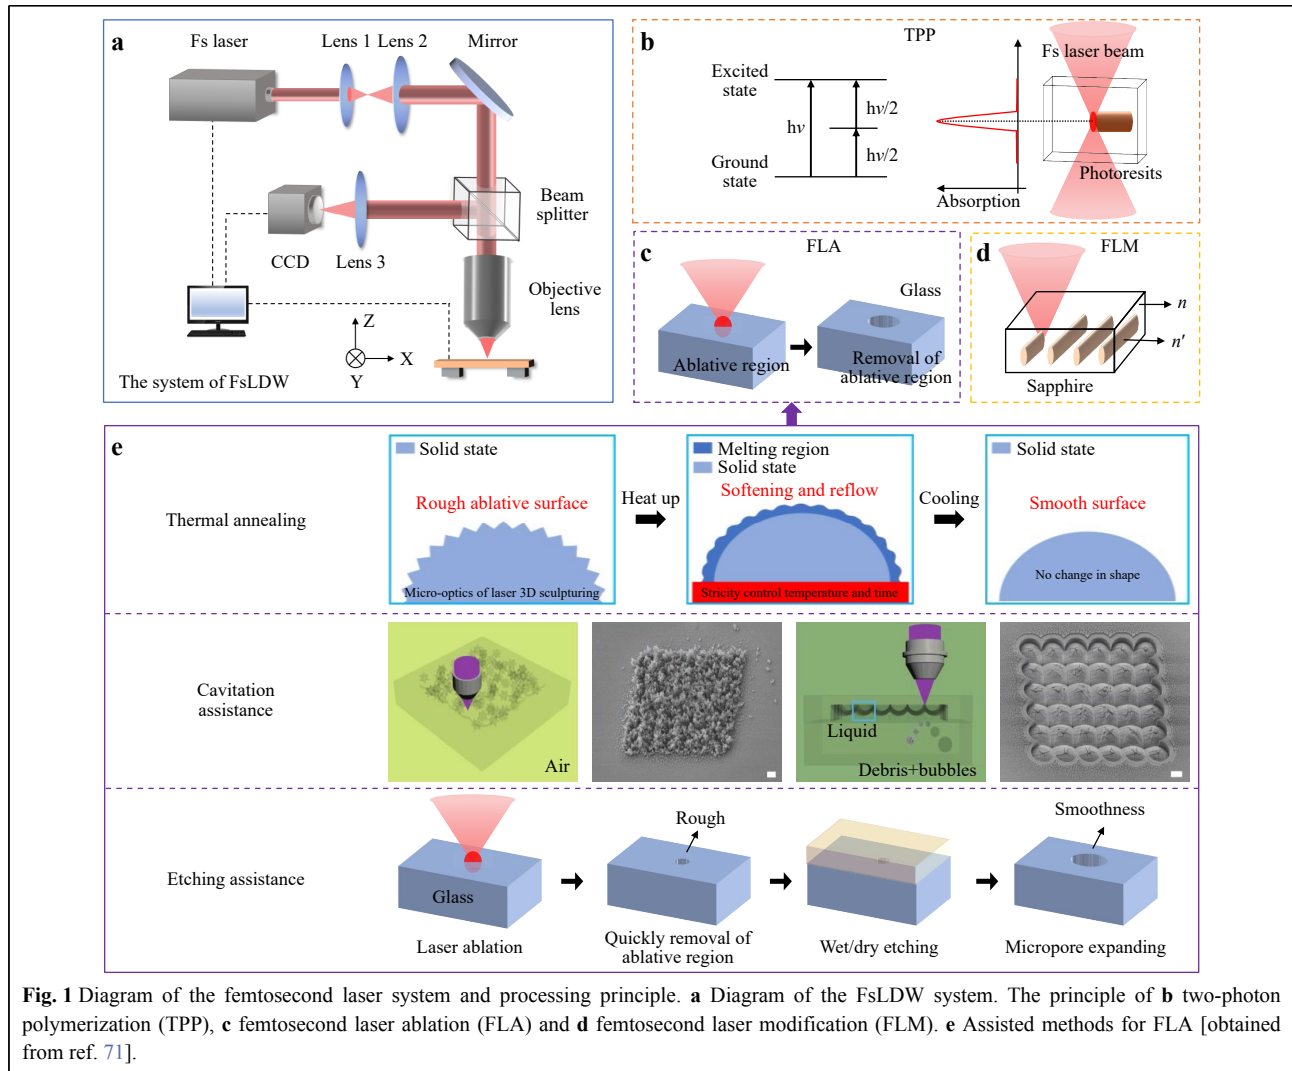 a
Fs laser
Lens 1
Lens 2
Mirror
Beam
splitter
CCD
Lens 3
Objective
lens
Z
X
Y
The system of FsLDW
b
TPP
Excited
state
hν
hν/2
hν/2
Ground
state
Absorption
Fs laser beam
Photoresits
c
FLA
Glass
Ablative region
Removal of
ablative region
d
FLM
n
n'
Sapphire
e
Thermal annealing
Solid state
Rough ablative surface
Micro-optics of laser 3D sculpturing
Heat up
Melting region
Solid state
Softening and reflow
Stricity control temperature and time
Cooling
Solid state
Smooth surface
No change in shape
Cavitation
assistance
Air
Liquid
Debris+bubbles
Etching assistance
Glass
Laser ablation
Rough
Quickly removal of
ablative region
Wet/dry etching
Smoothness
Micropore expanding
Fig. 1 Diagram of the femtosecond laser system and processing principle. a Diagram of the FsLDW system. The principle of b two-photon
polymerization (TPP), c femtosecond laser ablation (FLA) and d femtosecond laser modification (FLM). e Assisted methods for FLA [obtained
from ref. 71].